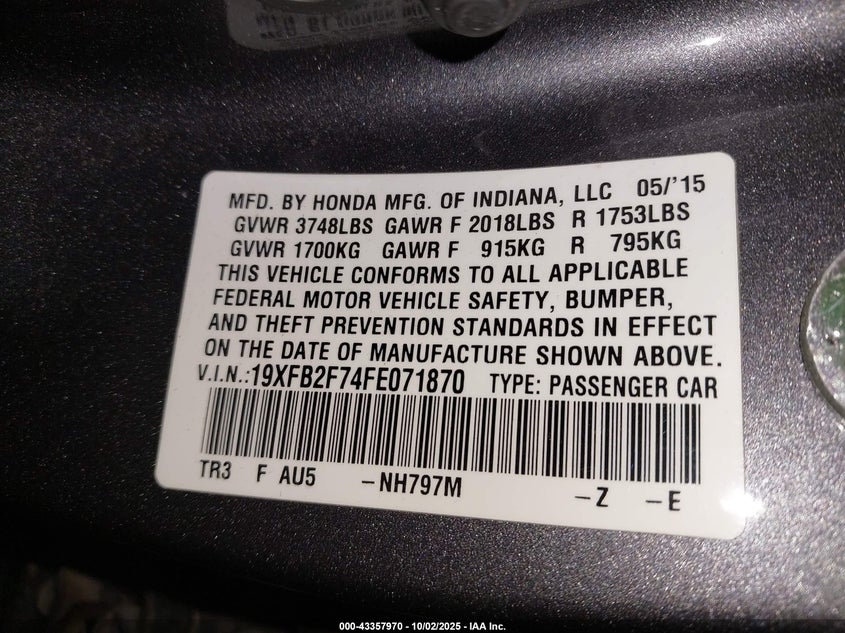 MFD. BY HONDA MFG. OF INDIANA, LLC 05/'15
GVWR 3748LBS GAWR F 2018LBS R 1753LBS
GVWR 1700KG GAWR F 915KG R 795KG
THIS VEHICLE CONFORMS TO ALL APPLICABLE
FEDERAL MOTOR VEHICLE SAFETY, BUMPER,
AND THEFT PREVENTION STANDARDS IN EFFECT
ON THE DATE OF MANUFACTURE SHOWN ABOVE.
V.I.N.:19XFB2F74FE071870 TYPE: PASSENGER CAR
TR3 F AU5 -NH797M -Z -E
000-43357970 - 10/02/2025 - IAA Inc.